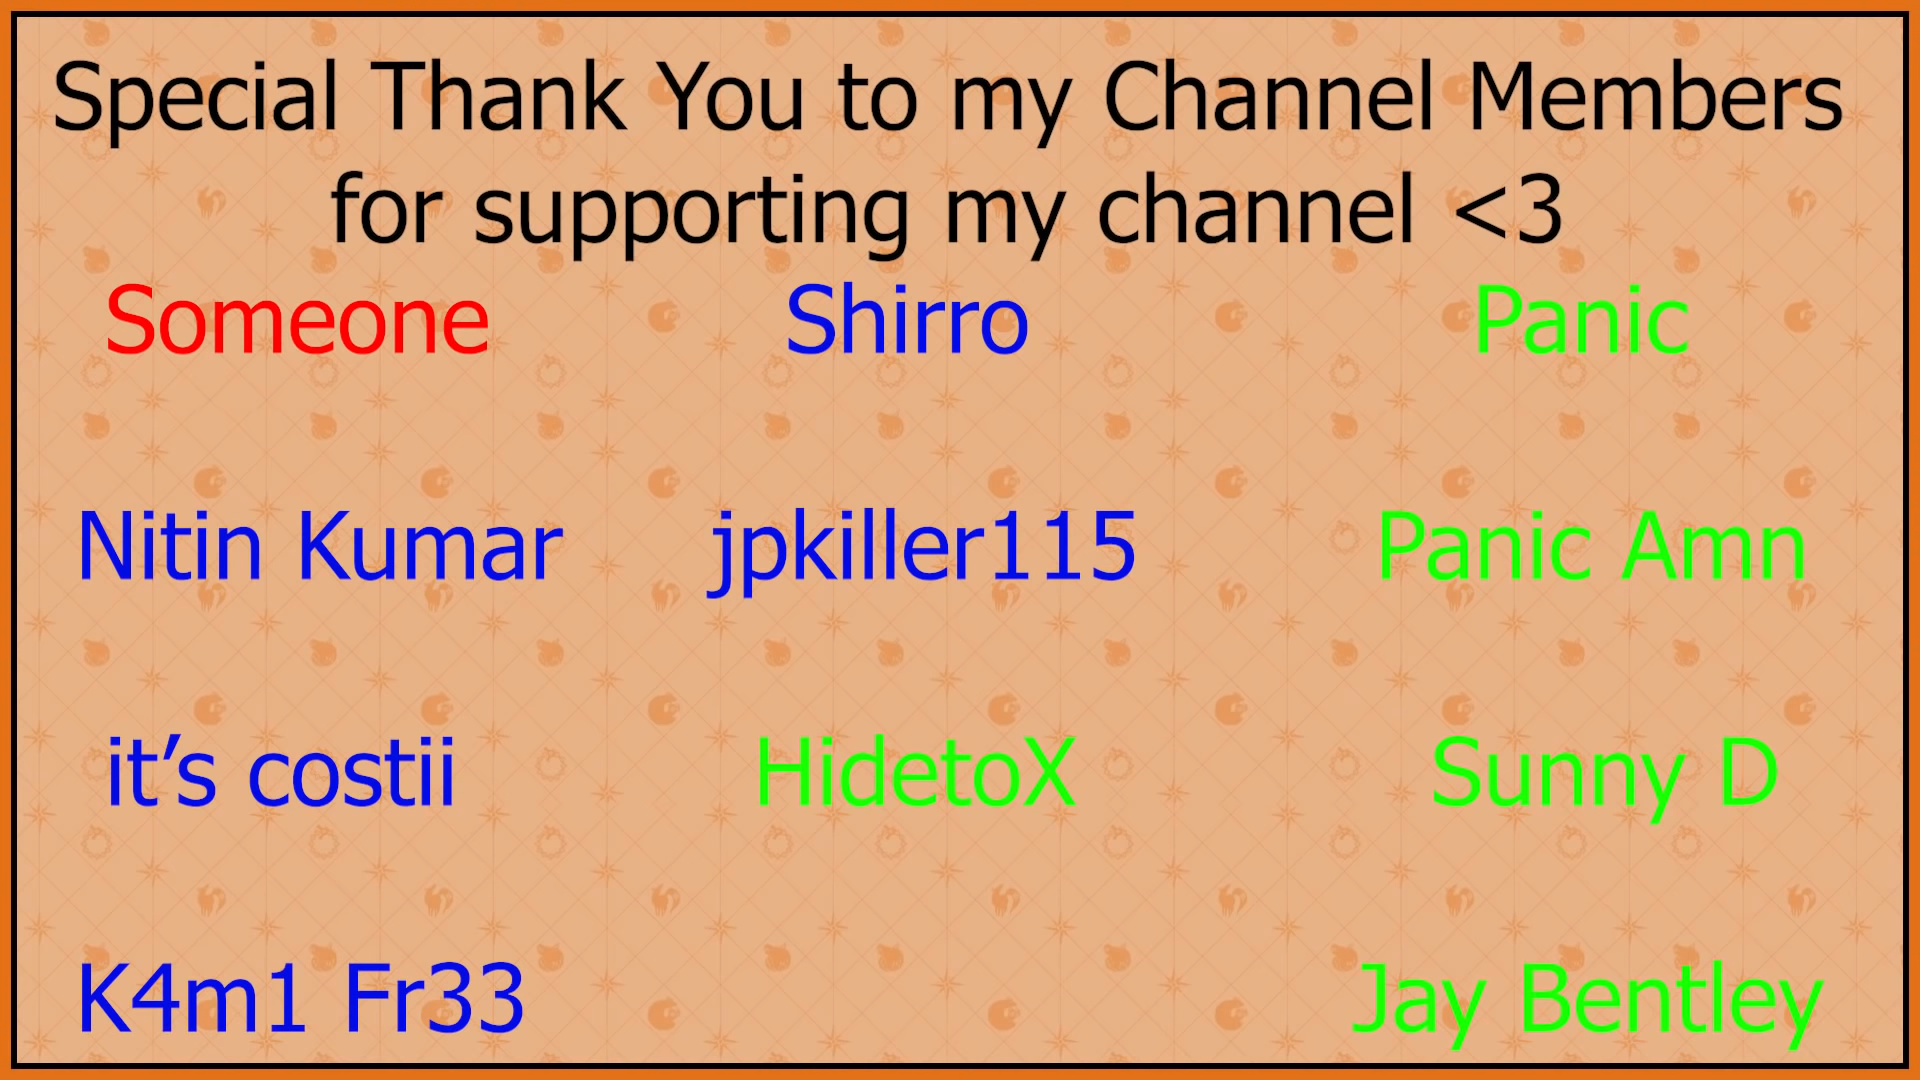 Special Thank You to my Channel Members
for supporting my channel <3
Someone Shirro Panic
Nitin Kumar jpkiller115 Panic Amn
it’s costii HidetoX Sunny D
K4m1 Fr33 Jay Bentley